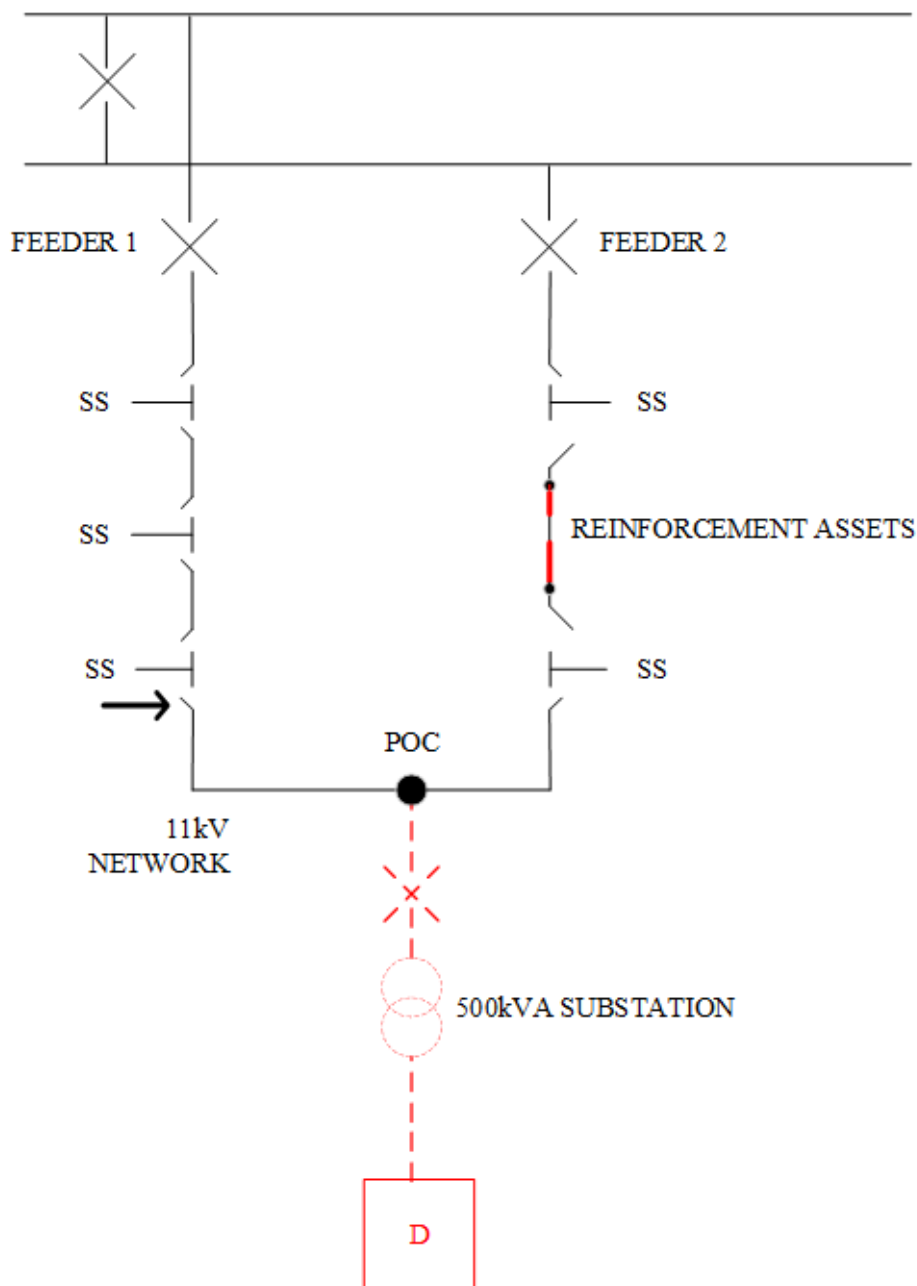 FEEDER 1
FEEDER 2
SS
SS
REINFORCEMENT ASSETS
SS
SS
SS
POC
11kV
NETWORK
500kVA SUBSTATION
D